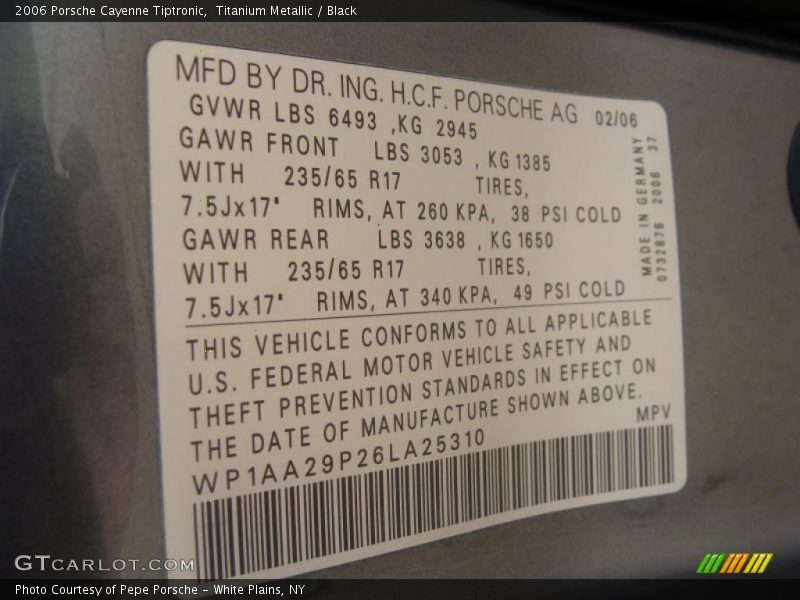 2006 Porsche Cayenne Tiptronic,  Titanium Metallic / Black
MFD BY DR. ING. H.C.F. PORSCHE AG 02/06
GVWR LBS 6493 ,KG 2945
GAWR FRONT LBS 3053 , KG 1385
WITH 235/65 R17 TIRES,
7.5Jx17" RIMS, AT 260 KPA, 38 PSI COLD
GAWR REAR LBS 3638 , KG 1650
WITH 235/65 R17 TIRES,
7.5Jx17" RIMS, AT 340 KPA, 49 PSI COLD
MADE IN GERMANY
0732876 2006 37
THIS VEHICLE CONFORMS TO ALL APPLICABLE
U.S. FEDERAL MOTOR VEHICLE SAFETY AND
THEFT PREVENTION STANDARDS IN EFFECT ON
THE DATE OF MANUFACTURE SHOWN ABOVE.
WP1AA29P26LA25310 MPV
GTCARLOT.COM
Photo Courtesy of Pepe Porsche - White Plains, NY